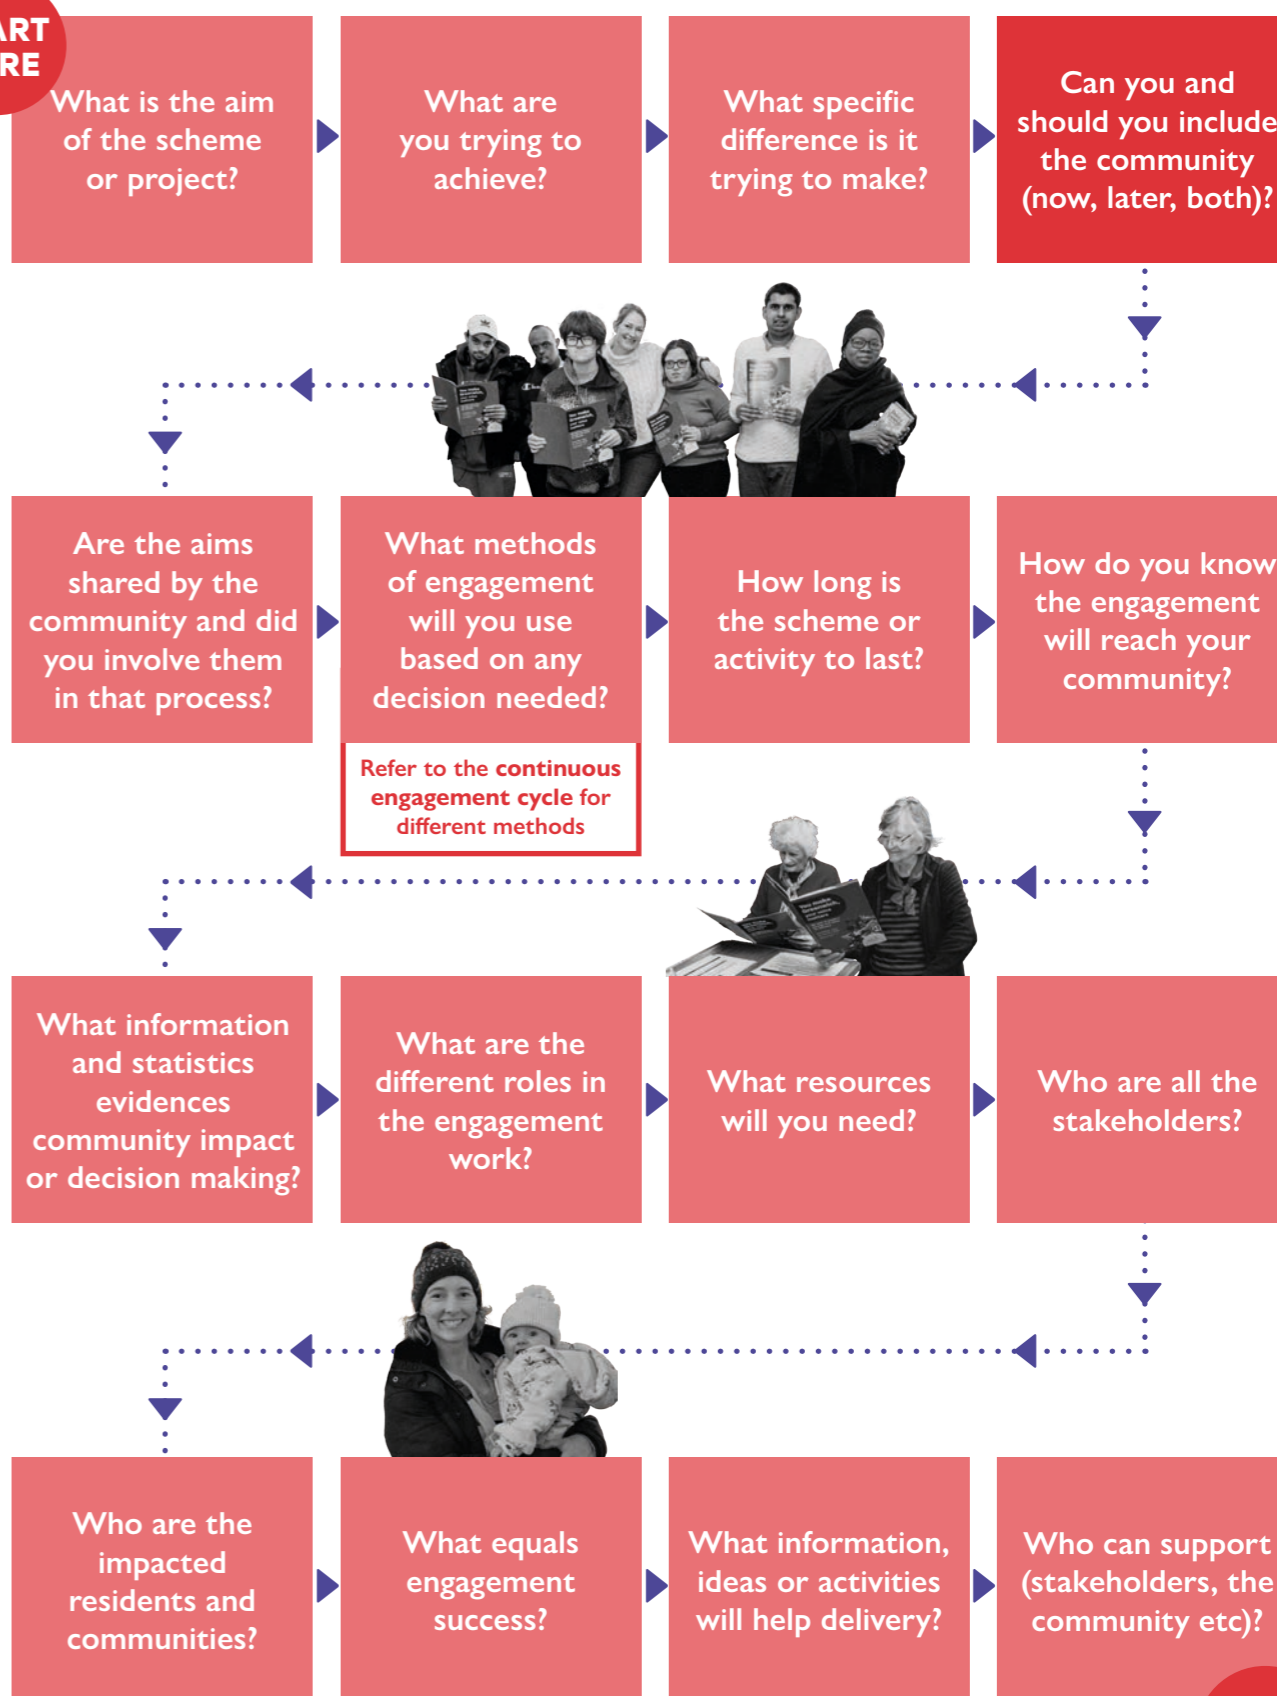 ART
RE
What is the aim
of the scheme
or project?
What are
you trying to
achieve?
What specific
difference is it
trying to make?
Can you and
should you include
the community
(now, later, both)?
Are the aims
shared by the
community and did
you involve them
in that process?
What methods
of engagement
will you use
based on any
decision needed?
Refer to the continuous
engagement cycle for
different methods
How long is
the scheme or
activity to last?
How do you know
the engagement
will reach your
community?
What information
and statistics
evidences
community impact
or decision making?
What are the
different roles in
the engagement
work?
What resources
will you need?
Who are all the
stakeholders?
Who are the
impacted
residents and
communities?
What equals
engagement
success?
What information,
ideas or activities
will help delivery?
Who can support
(stakeholders, the
community etc)?